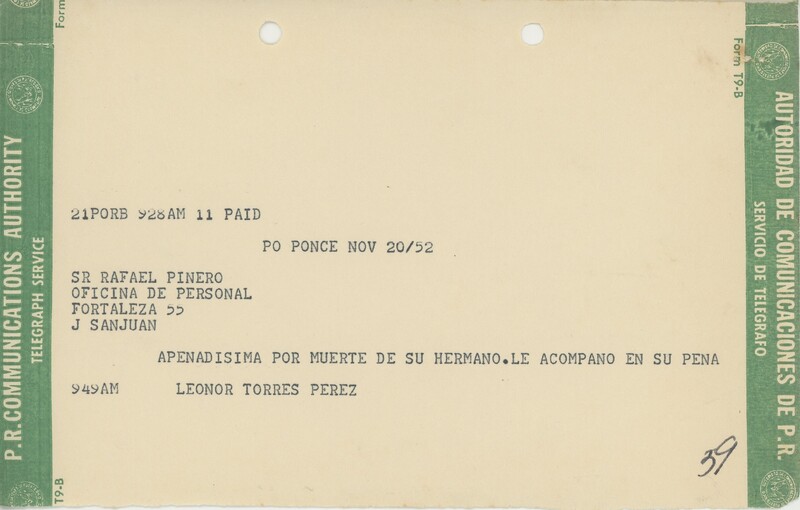 P.R. COMMUNICATIONS AUTHORITY
TELEGRAPH SERVICE
Form
T9-B
21PORB 928AM 11 PAID
PO PONCE NOV 20/52
SR RAFAEL PINERO
OFICINA DE PERSONAL
FORTALEZA 55
J SANJUAN
APENADISIMA POR MUERTE DE SU HERMANO.LE ACOMPANO EN SU PENA
949AM LEONOR TORRES PEREZ
39
Form T9-B
AUTORIDAD DE COMUNICACIONES DE P.R.
SERVICIO DE TELEGRAFO